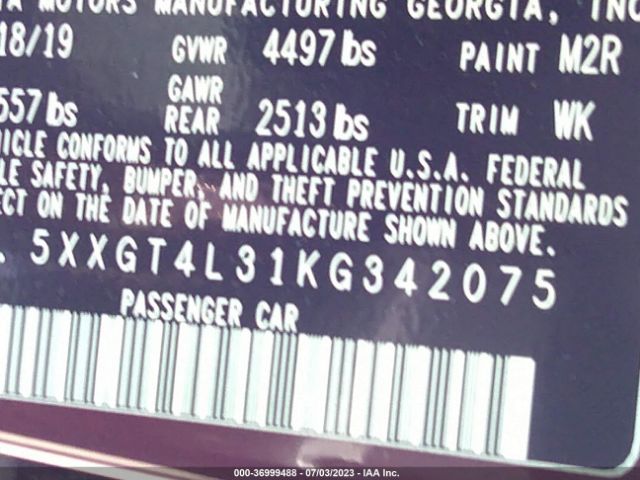 MOTORS MANUFACTURING GEORGIA, INC
18/19 GVWR 4497 lbs PAINT M2R
557 lbs GAWR REAR 2513 lbs TRIM WK
CONFORMS TO ALL APPLICABLE U.S.A. FEDERAL
SAFETY, BUMPER, AND THEFT PREVENTION STANDARDS
ON THE DATE OF MANUFACTURE SHOWN ABOVE.
5XXGT4L31KG342075
PASSENGER CAR
000-36999488 - 07/03/2023 - IAA Inc.